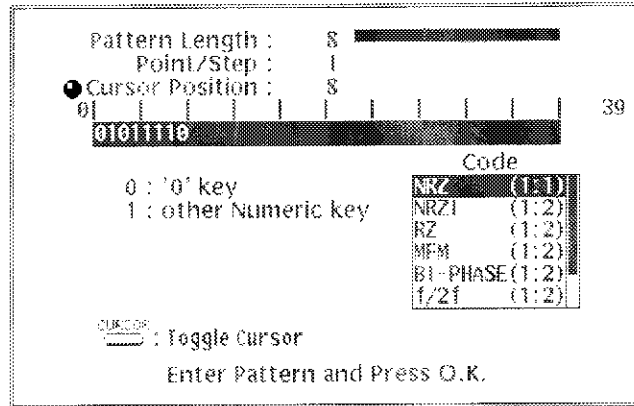 Pattern Length : 8
Point/Step : 1
Cursor Position : 8
0 39
01011110
Code
NRZ (1:1)
NRZI (1:2)
RZ (1:2)
MFM (1:2)
BI-PHASE(1:2)
f/2f (1:2)
0 : '0' key
1 : other Numeric key
CURSOR : Toggle Cursor
Enter Pattern and Press O.K.